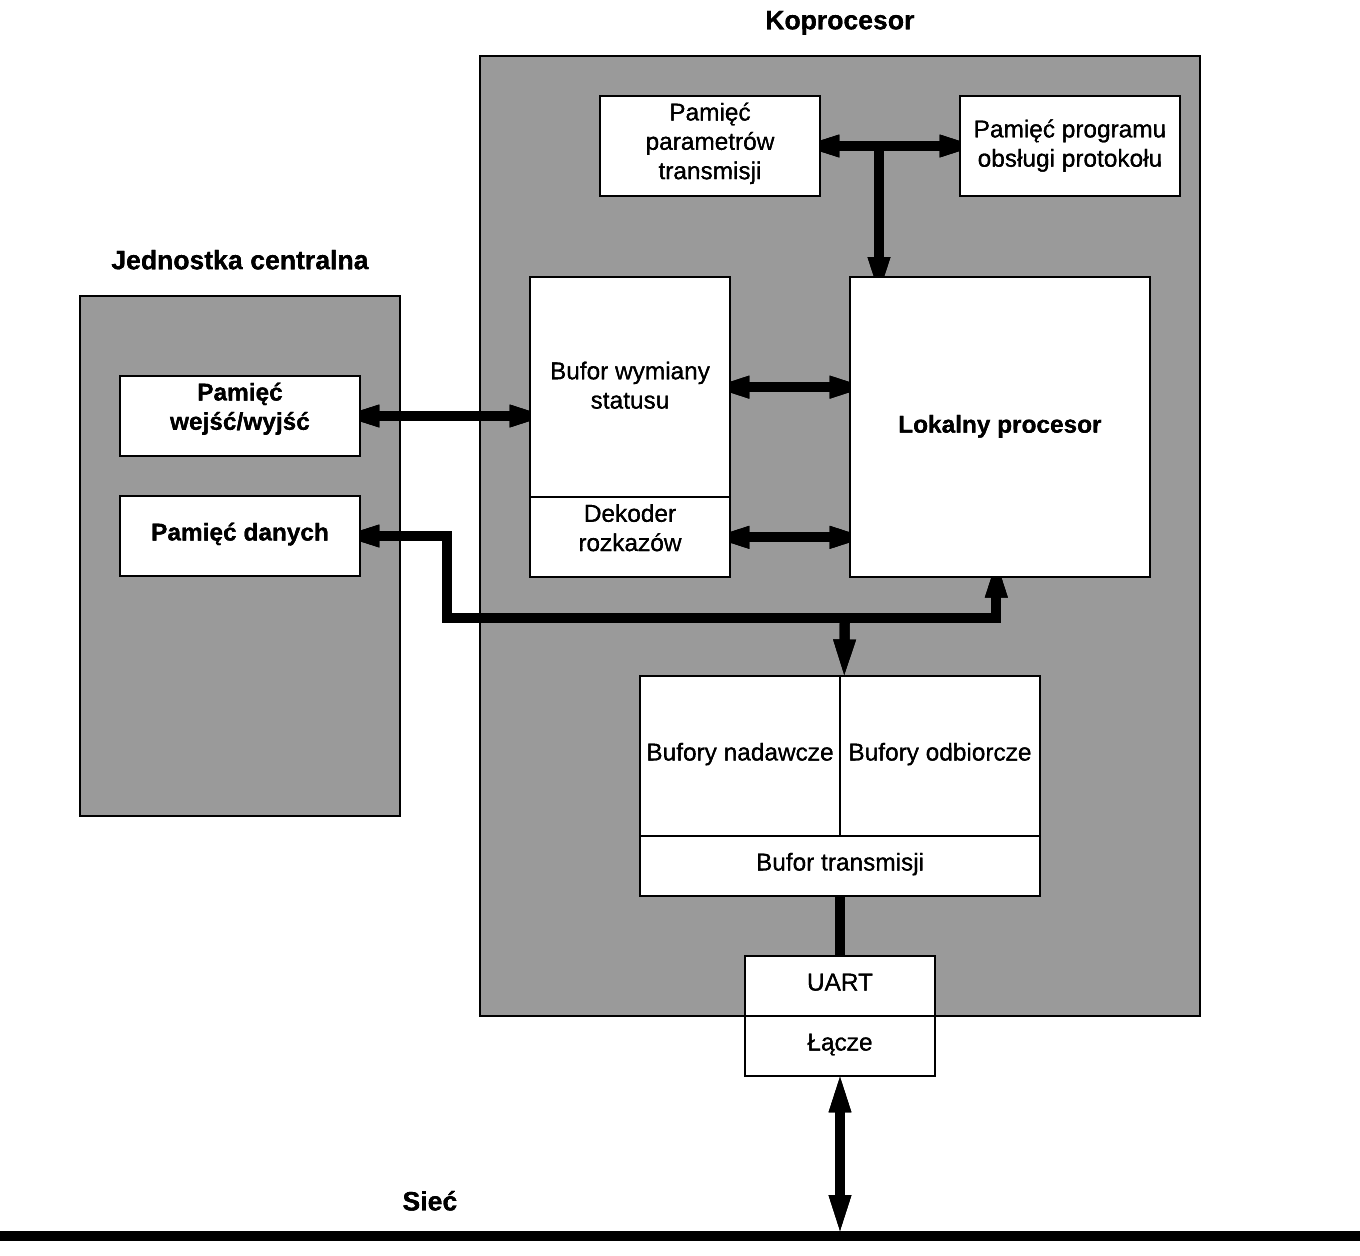 Koprocesor
Pamięć
parametrów
transmisji
Pamięć programu
obsługi protokołu
Jednostka centralna
Pamięć
wejść/wyjść
Pamięć danych
Bufor wymiany
statusu
Dekoder
rozkazów
Lokalny procesor
Bufory nadawcze
Bufory odbiorcze
Bufor transmisji
UART
Łącze
Sieć